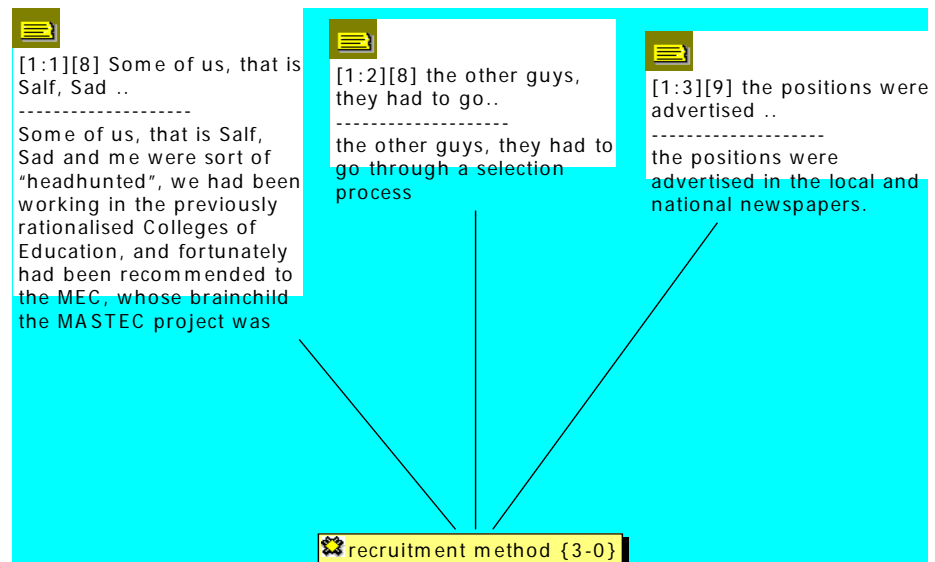 [1:1][8] Some of us, that is
Salf, Sad ..
--------------------
Some of us, that is Salf,
Sad and me were sort of
“headhunted”, we had been
working in the previously
rationalised Colleges of
Education, and fortunately
had been recommended to
the MEC, whose brainchild
the MASTEC project was
[1:2][8] the other guys,
they had to go..
--------------------
the other guys, they had to
go through a selection
process
[1:3][9] the positions were
advertised ..
--------------------
the positions were
advertised in the local and
national newspapers.
recruitment method {3-0}